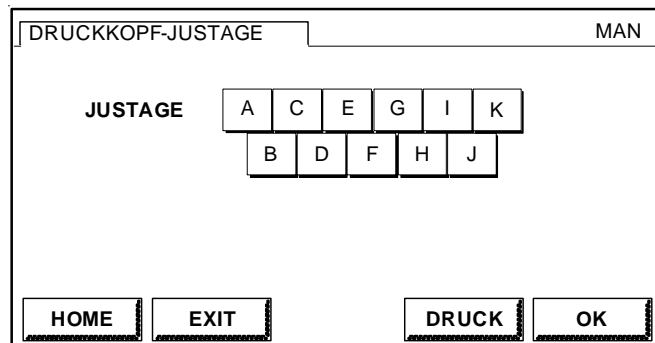 DRUCKKOPF-JUSTAGE MAN
JUSTAGE A C E G I K
B D F H J
HOME EXIT DRUCK OK